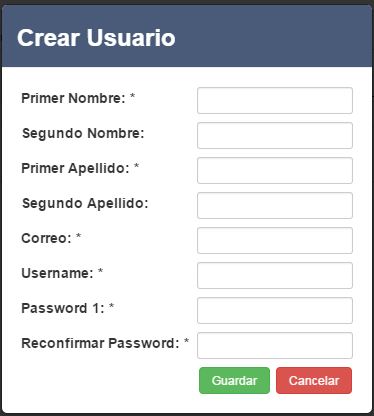 Crear Usuario
Primer Nombre: *
Segundo Nombre:
Primer Apellido: *
Segundo Apellido:
Correo: *
Username: *
Password 1: *
Reconfirmar Password: *
Guardar Cancelar